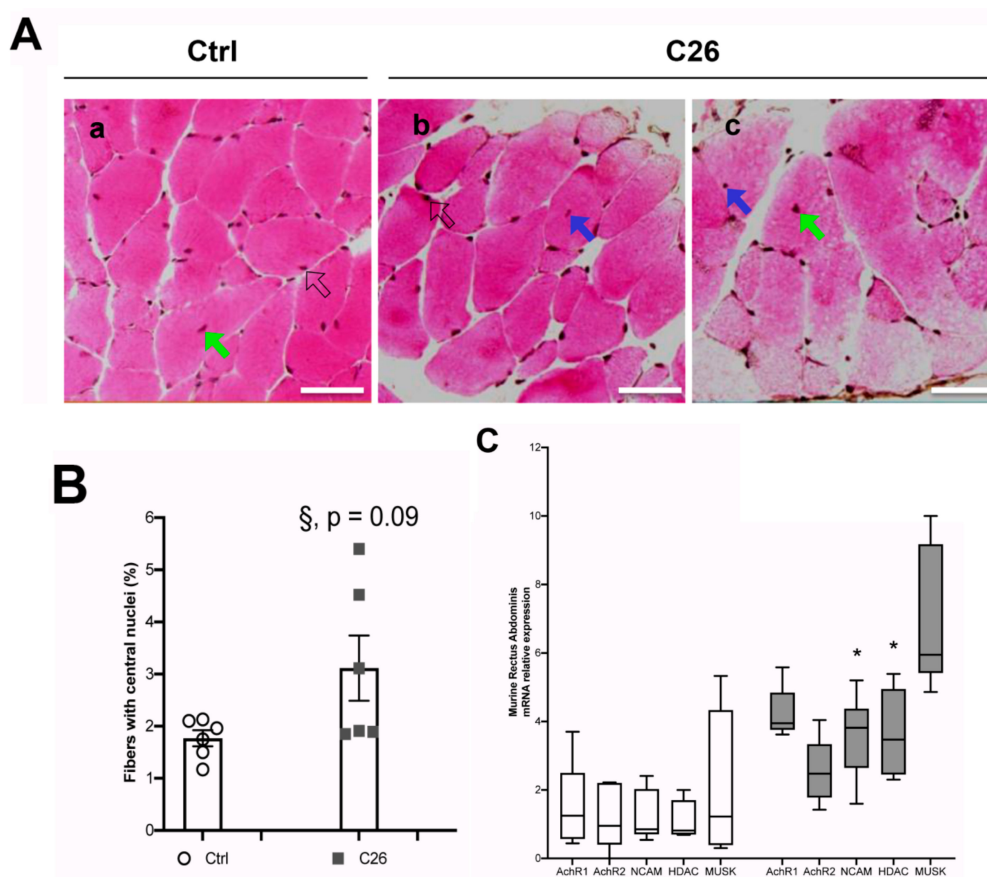 A
Ctrl
C26
a
b
c
B
§, p = 0.09
Fibers with central nuclei (%)
6
5
4
3
2
1
0
Ctrl
C26
C
Murine Rectus Abdominis
mRNA relative expression
12
10
8
6
4
2
0
*
*
AchR1 AchR2 NCAM HDAC MUSK AchR1 AchR2 NCAM HDAC MUSK